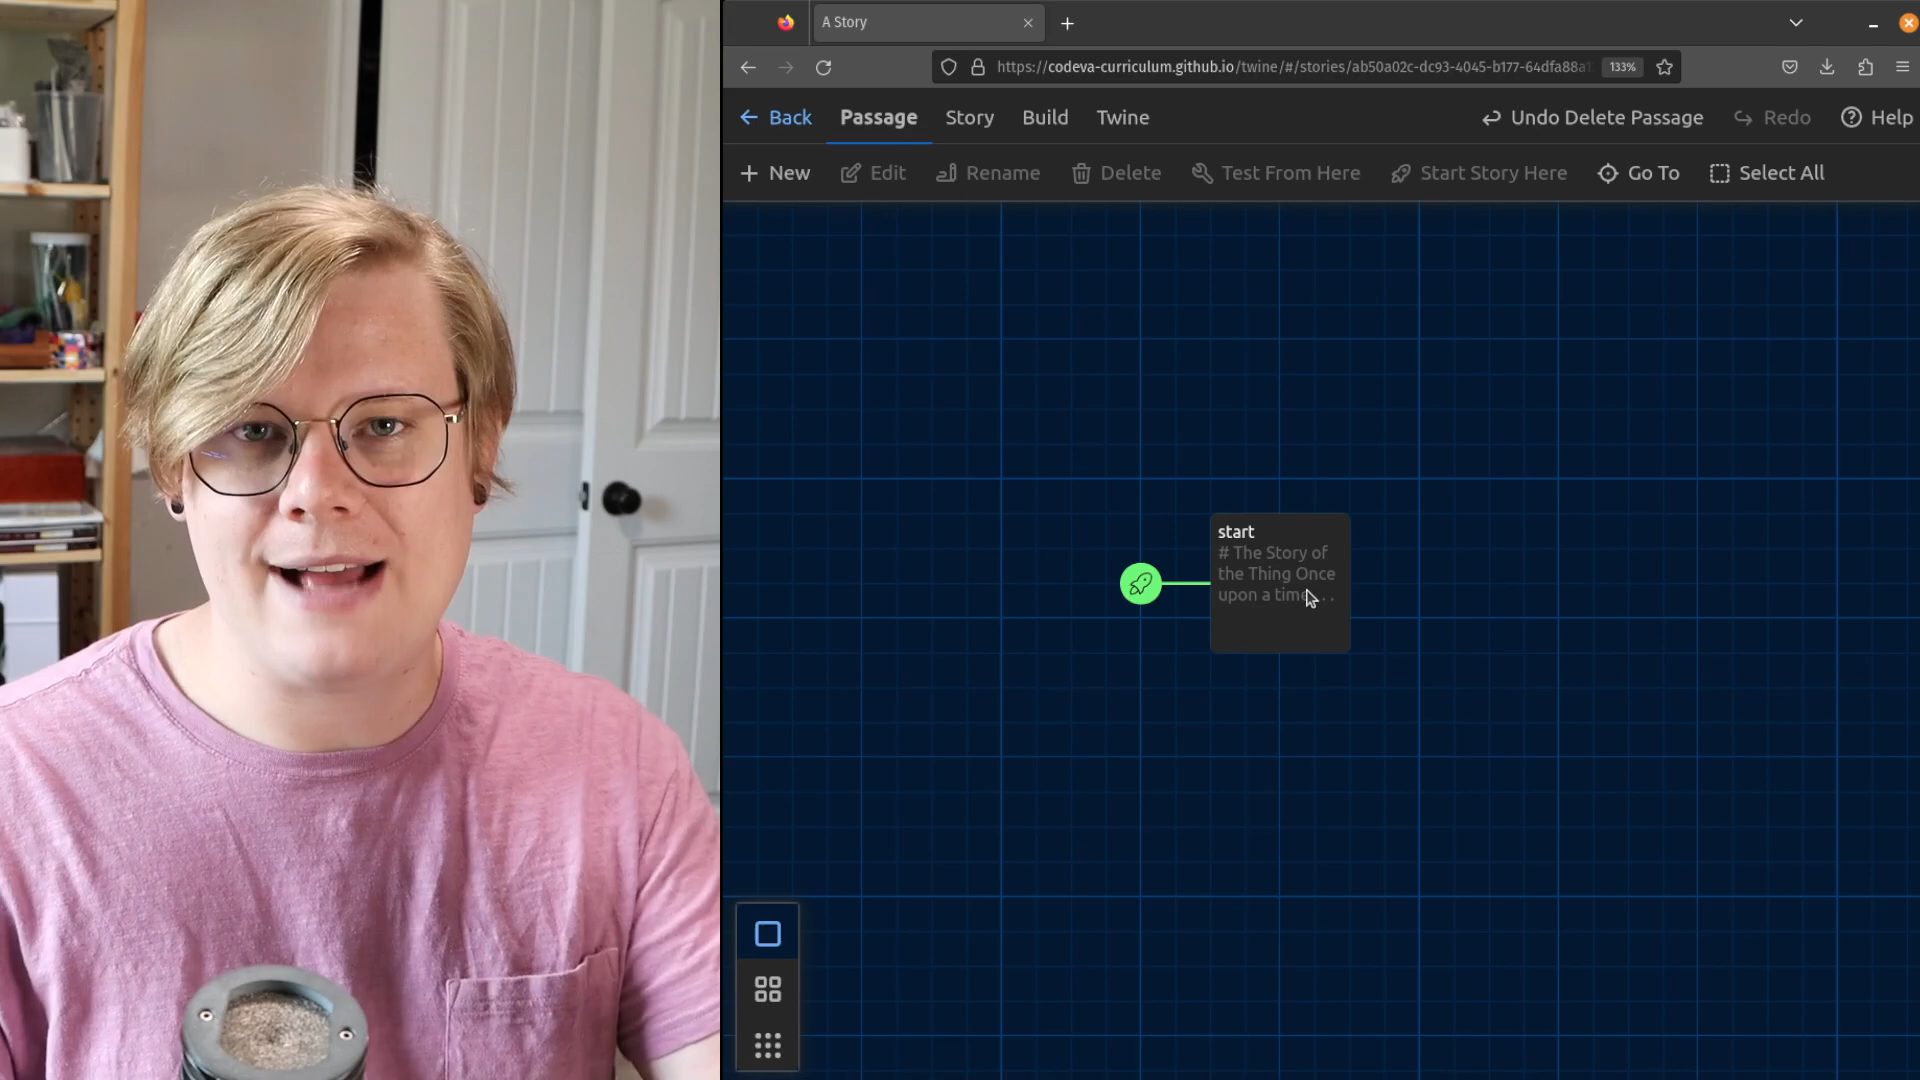 A Story
https://codeva-curriculum.github.io/twine/#/stories/ab50a02c-dc93-4045-b177-64dfa88a1
133%
Back
Passage
Story
Build
Twine
Undo Delete Passage
Redo
Help
New
Edit
Rename
Delete
Test From Here
Start Story Here
Go To
Select All
start
# The Story of
the Thing Once
upon a time. . .